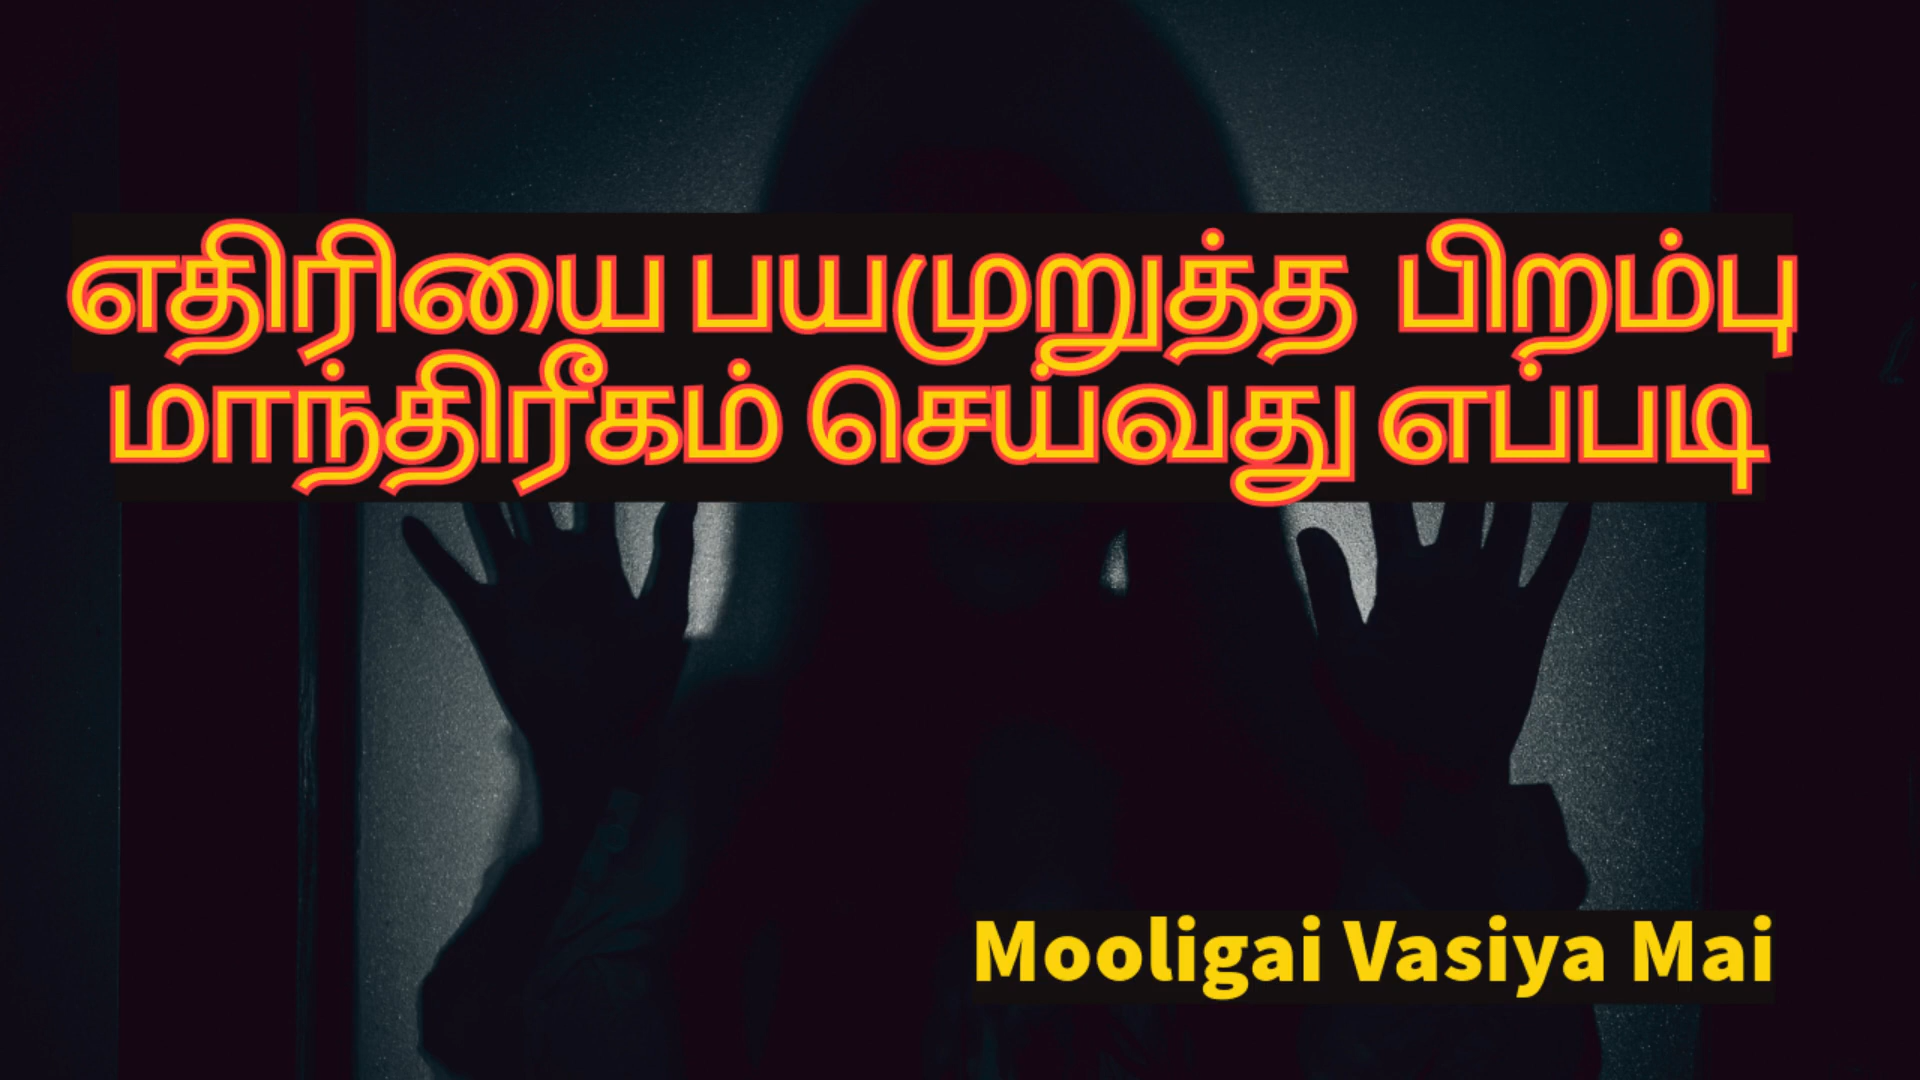 எதிரியை பயமுறுத்த பிறம்பு
மாந்திரீகம் செய்வது எப்படி
Mooligai Vasiya Mai